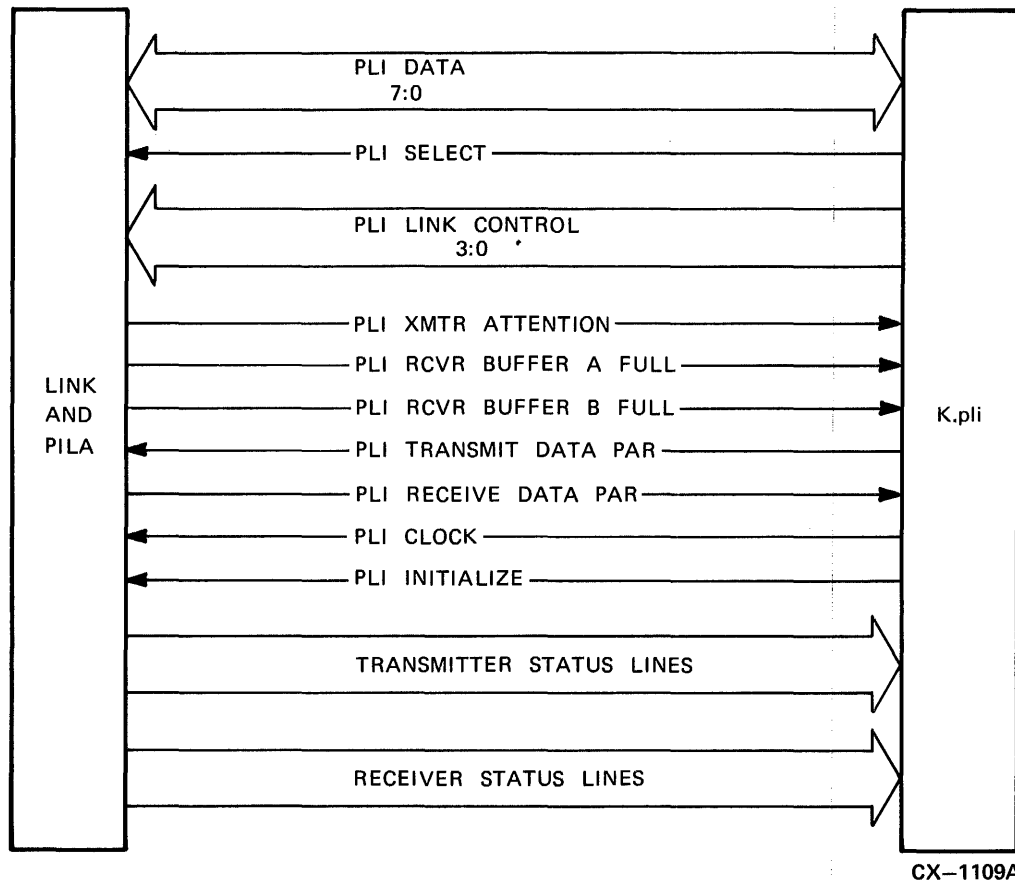 PLI DATA
7:0
PLI SELECT
PLI LINK CONTROL
3:0
PLI XMTR ATTENTION
PLI RCVR BUFFER A FULL
PLI RCVR BUFFER B FULL
PLI TRANSMIT DATA PAR
PLI RECEIVE DATA PAR
PLI CLOCK
PLI INITIALIZE
TRANSMITTER STATUS LINES
RECEIVER STATUS LINES
LINK
AND
PILA
K.pli
CX–1109A